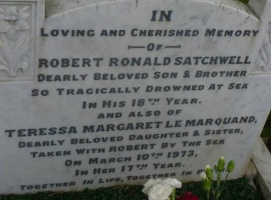 IN
LOVING AND CHERISHED MEMORY
— OF —
ROBERT RONALD SATCHWELL
DEARLY BELOVED SON & BROTHER
SO TRAGICALLY DROWNED AT SEA
IN HIS 18TH YEAR.
AND ALSO OF
TERESSA MARGARET LE MARQUAND,
DEARLY BELOVED DAUGHTER & SISTER,
TAKEN WITH ROBERT BY THE SEA
ON MARCH 10TH 1973,
IN HER 17TH YEAR.
TOGETHER IN LIFE, TOGETHER IN